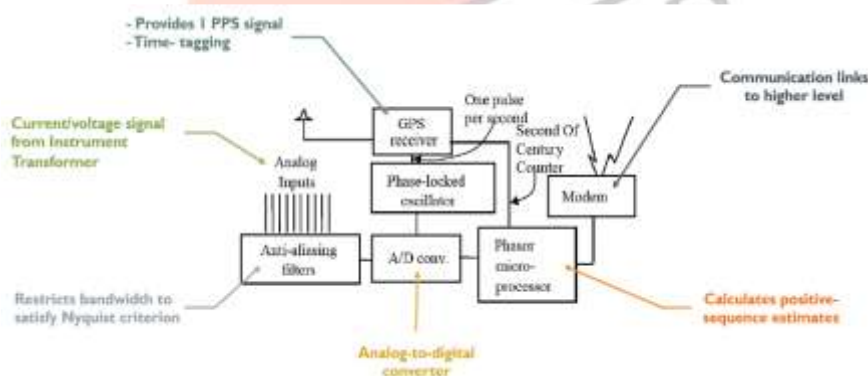 - Provides 1 PPS signal
- Time- tagging
Communication links
to higher level
One pulse
per second
GPS
receiver
Second Of
Century
Counter
Current/voltage signal
from Instrument
Transformer
Analog
Inputs
Phase-locked
oscillator
Modem
Anti-aliasing
filters
A/D conv.
Phasor
micro-
processor
Restricts bandwidth to
satisfy Nyquist criterion
Calculates positive-
sequence estimates
Analog-to-digital
converter